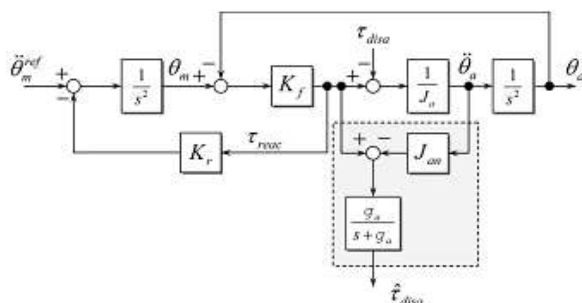 τ_disa
θ̈_m^ref + − 1/s² θ_m + − K_f + − 1/J_a θ̈_a 1/s² θ_a
K_r τ_reac + − J_an
g_a/(s+g_a)
τ̂_disa